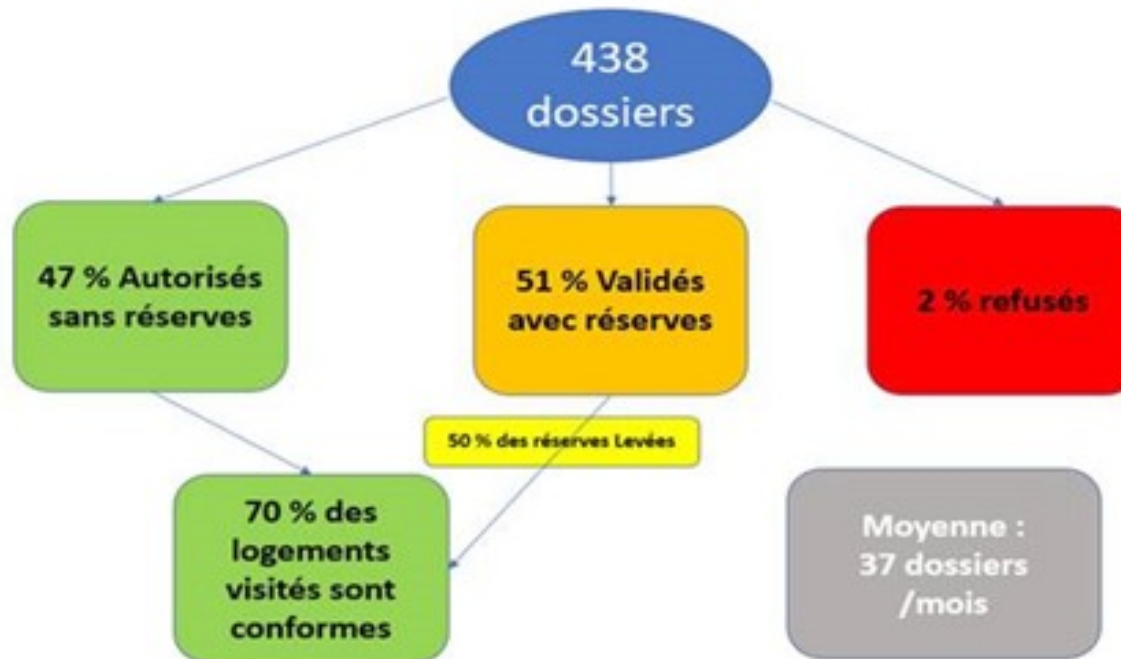 438
dossiers
47 % Autorisés
sans réserves
51 % Validés
avec réserves
2 % refusés
50 % des réserves Levées
70 % des
logements
visités sont
conformes
Moyenne :
37 dossiers
/mois